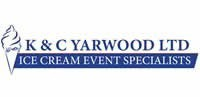 K & C YARWOOD LTD
ICE CREAM EVENT SPECIALISTS